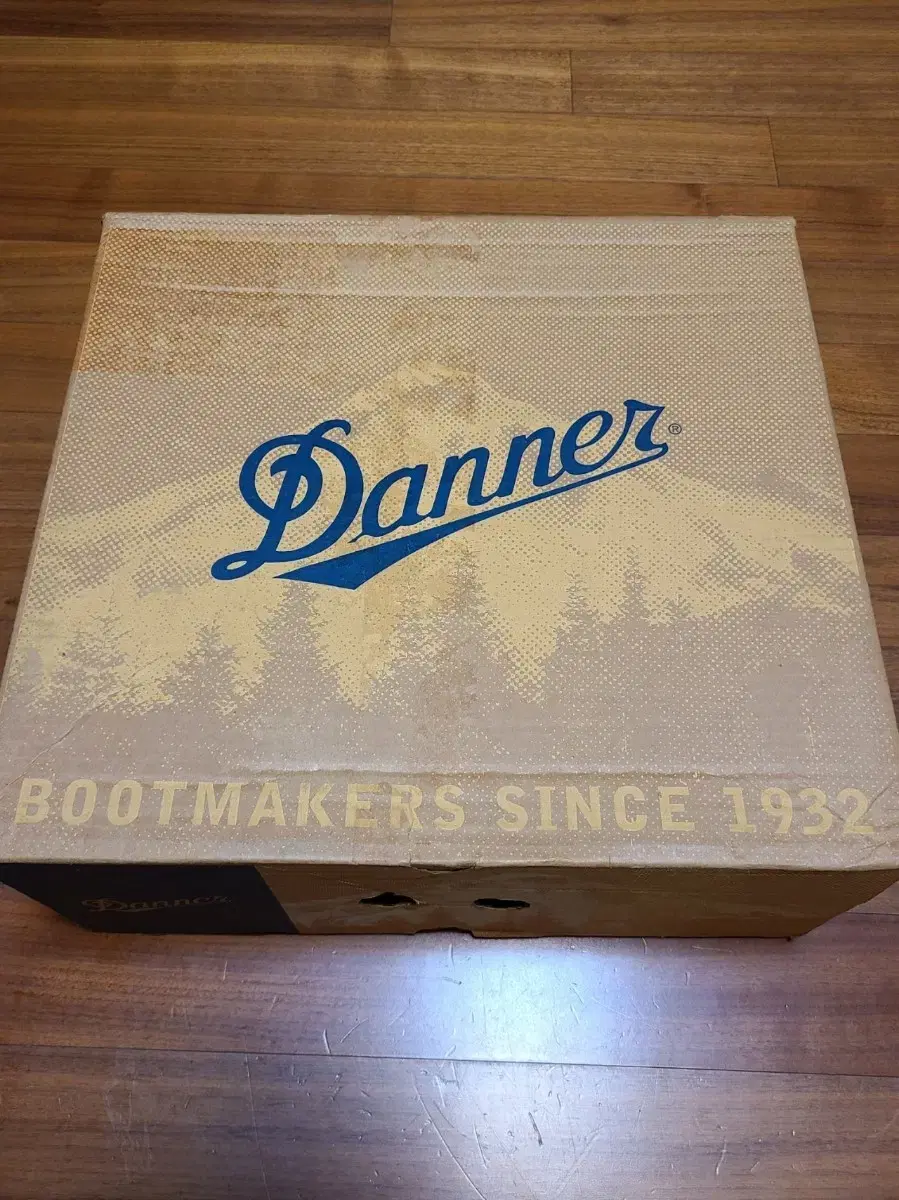 Danner®
BOOTMAKERS SINCE 1932
Danner